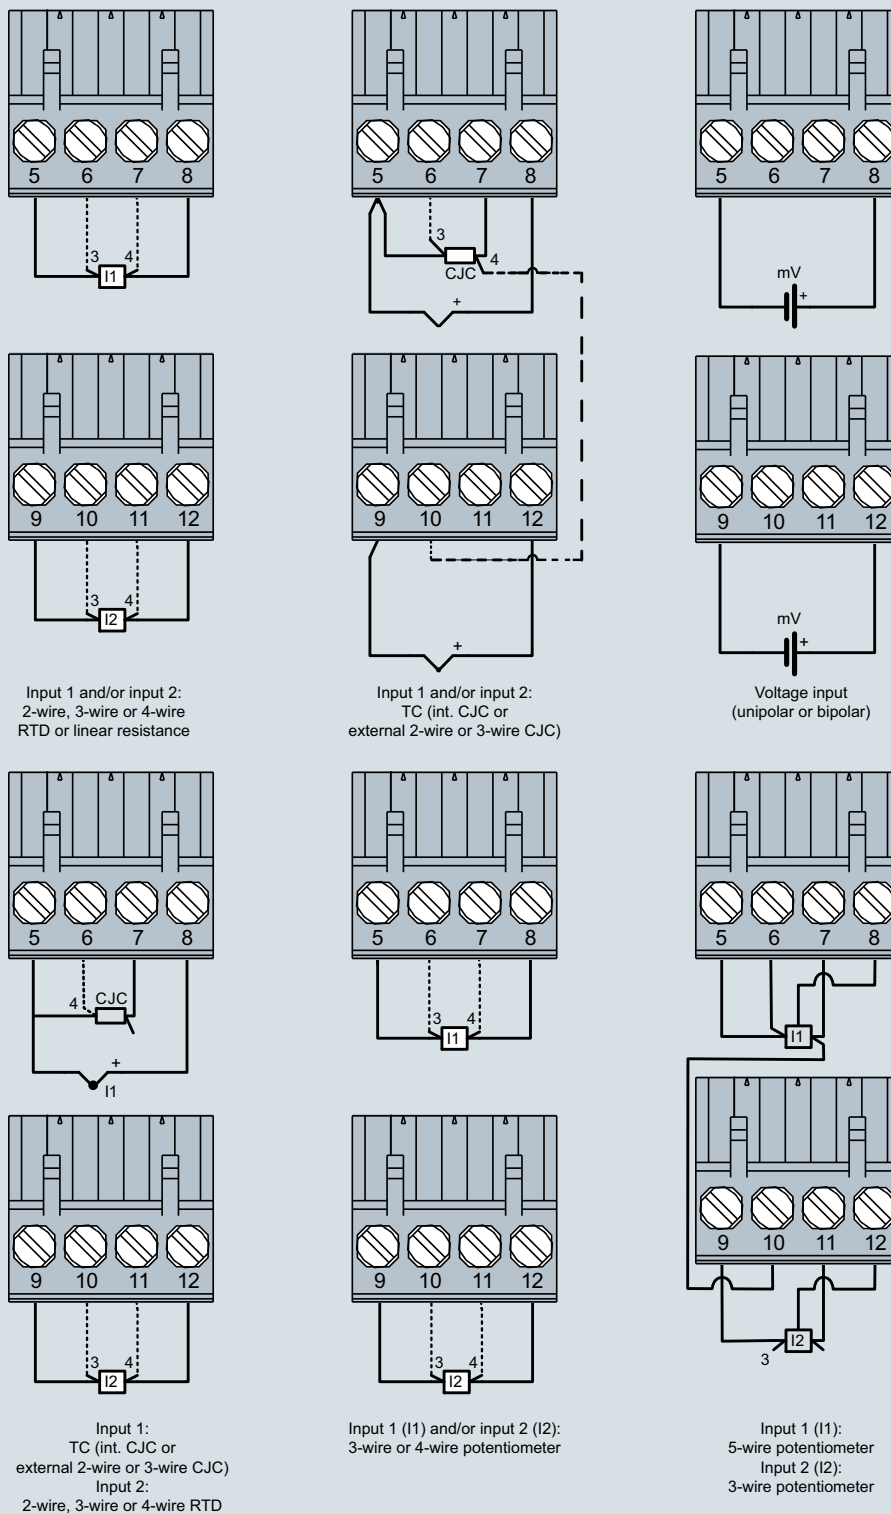 5 6 7 8
3 4
I1
9 10 11 12
3 4
I2
Input 1 and/or input 2:
2-wire, 3-wire or 4-wire
RTD or linear resistance
5 6 7 8
3
4
CJC
+
9 10 11 12
+
Input 1 and/or input 2:
TC (int. CJC or
external 2-wire or 3-wire CJC)
5 6 7 8
mV
+
9 10 11 12
mV
+
Voltage input
(unipolar or bipolar)
5 6 7 8
4 CJC
+
I1
9 10 11 12
3 4
I2
Input 1:
TC (int. CJC or
external 2-wire or 3-wire CJC)
Input 2:
2-wire, 3-wire or 4-wire RTD
5 6 7 8
3 4
I1
9 10 11 12
3 4
I2
Input 1 (I1) and/or input 2 (I2):
3-wire or 4-wire potentiometer
5 6 7 8
I1
9 10 11 12
I2
3
Input 1 (I1):
5-wire potentiometer
Input 2 (I2):
3-wire potentiometer